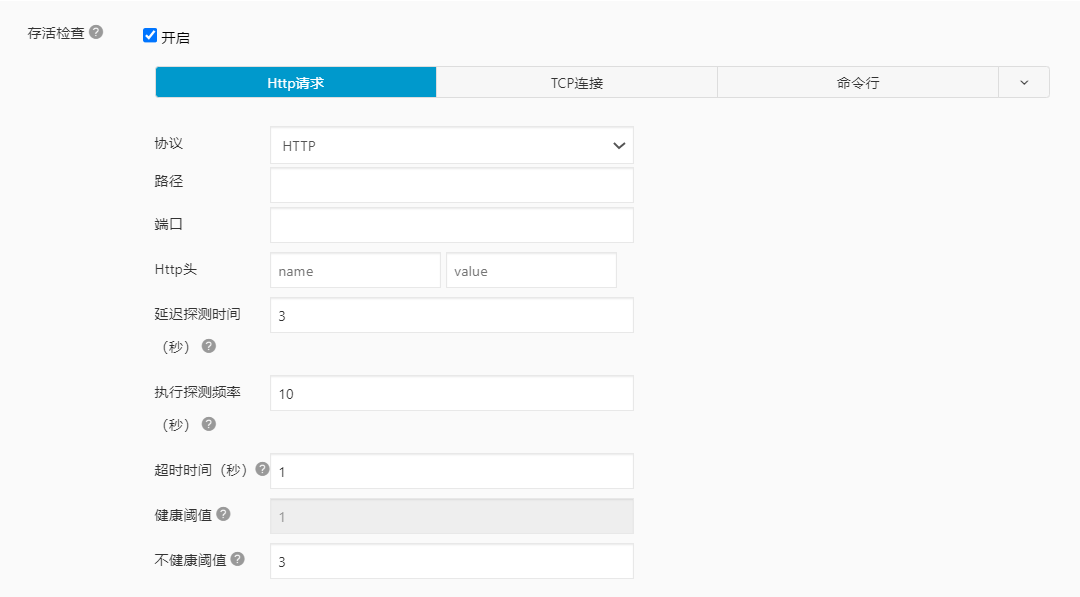 存活检查 ?
开启
Http请求 TCP连接 命令行
协议 HTTP
路径
端口
Http头 name value
延迟探测时间 3
（秒） ?
执行探测频率 10
（秒） ?
超时时间（秒） ? 1
健康阈值 ? 1
不健康阈值 ? 3